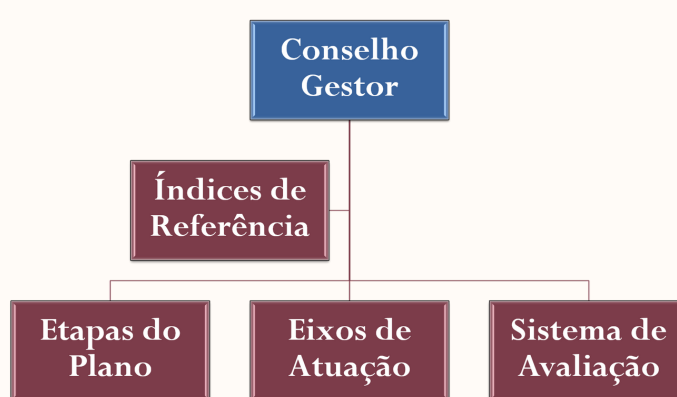 Conselho
Gestor
Índices de
Referência
Etapas do
Plano
Eixos de
Atuação
Sistema de
Avaliação